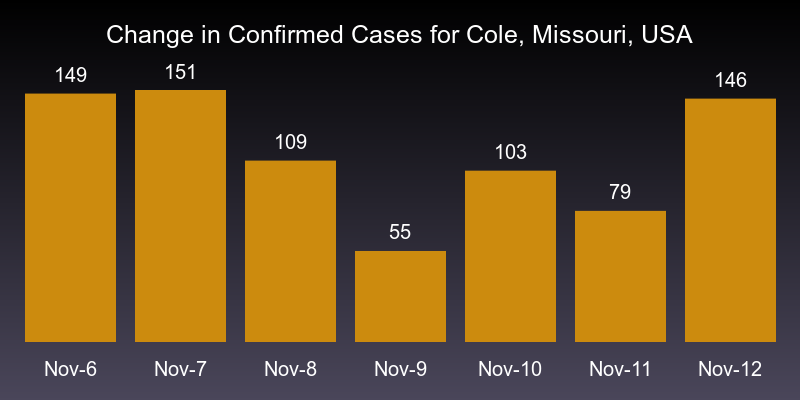 Change in Confirmed Cases for Cole, Missouri, USA
149
151
109
55
103
79
146
Nov-6
Nov-7
Nov-8
Nov-9
Nov-10
Nov-11
Nov-12